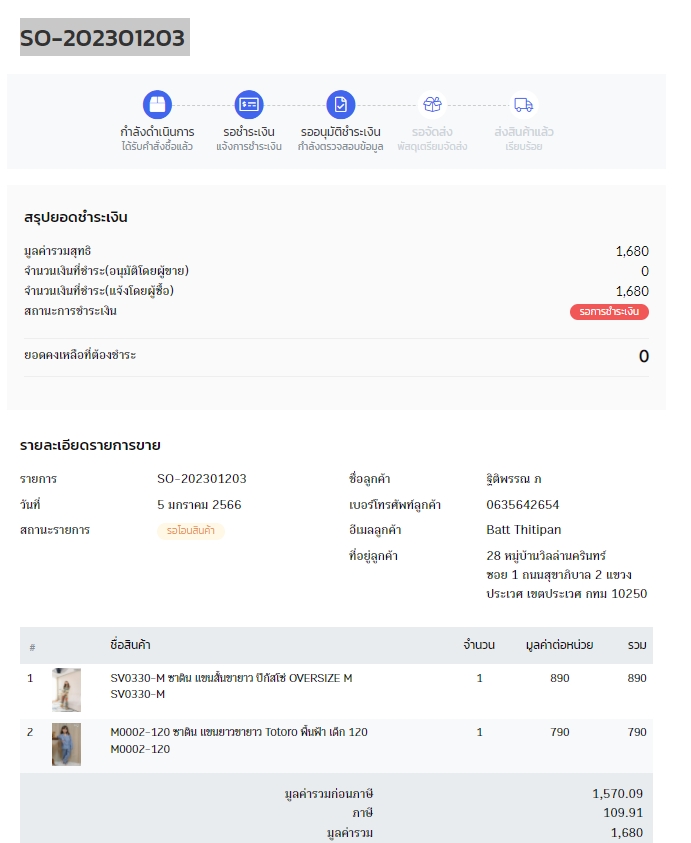 SO-202301203
กำลังดำเนินการ รอชำระเงิน รออนุมัติชำระเงิน รอจัดส่ง ส่งสินค้าแล้ว
ได้รับคำสั่งซื้อแล้ว แจ้งการชำระเงิน กำลังตรวจสอบข้อมูล พัสดุเตรียมจัดส่ง เรียบร้อย
สรุปยอดชำระเงิน
มูลค่ารวมสุทธิ 1,680
จำนวนเงินที่ชำระ(อนุมัติโดยผู้ขาย) 0
จำนวนเงินที่ชำระ(แจ้งโดยผู้ซื้อ) 1,680
สถานะการชำระเงิน รอการชำระเงิน
ยอดคงเหลือที่ต้องชำระ 0
รายละเอียดรายการขาย
รายการ SO-202301203 ชื่อลูกค้า ฐิติพรรณ ภ
วันที่ 5 มกราคม 2566 เบอร์โทรศัพท์ลูกค้า 0635642654
สถานะรายการ รอโอนสินค้า อีเมลลูกค้า Batt Thitipan
ที่อยู่ลูกค้า 28 หมู่บ้านวิลล่านครินทร์
ซอย 1 ถนนสุขาภิบาล 2 แขวง
ประเวศ เขตประเวศ กทม 10250
# ชื่อสินค้า จำนวน มูลค่าต่อหน่วย รวม
1 SV0330-M ซาติน แขนสั้นขายาว ปีกัสโซ่ OVERSIZE M 1 890 890
SV0330-M
2 M0002-120 ซาติน แขนยาวขายาว Totoro พื้นฟ้า เด็ก 120 1 790 790
M0002-120
มูลค่ารวมก่อนภาษี 1,570.09
ภาษี 109.91
มูลค่ารวม 1,680